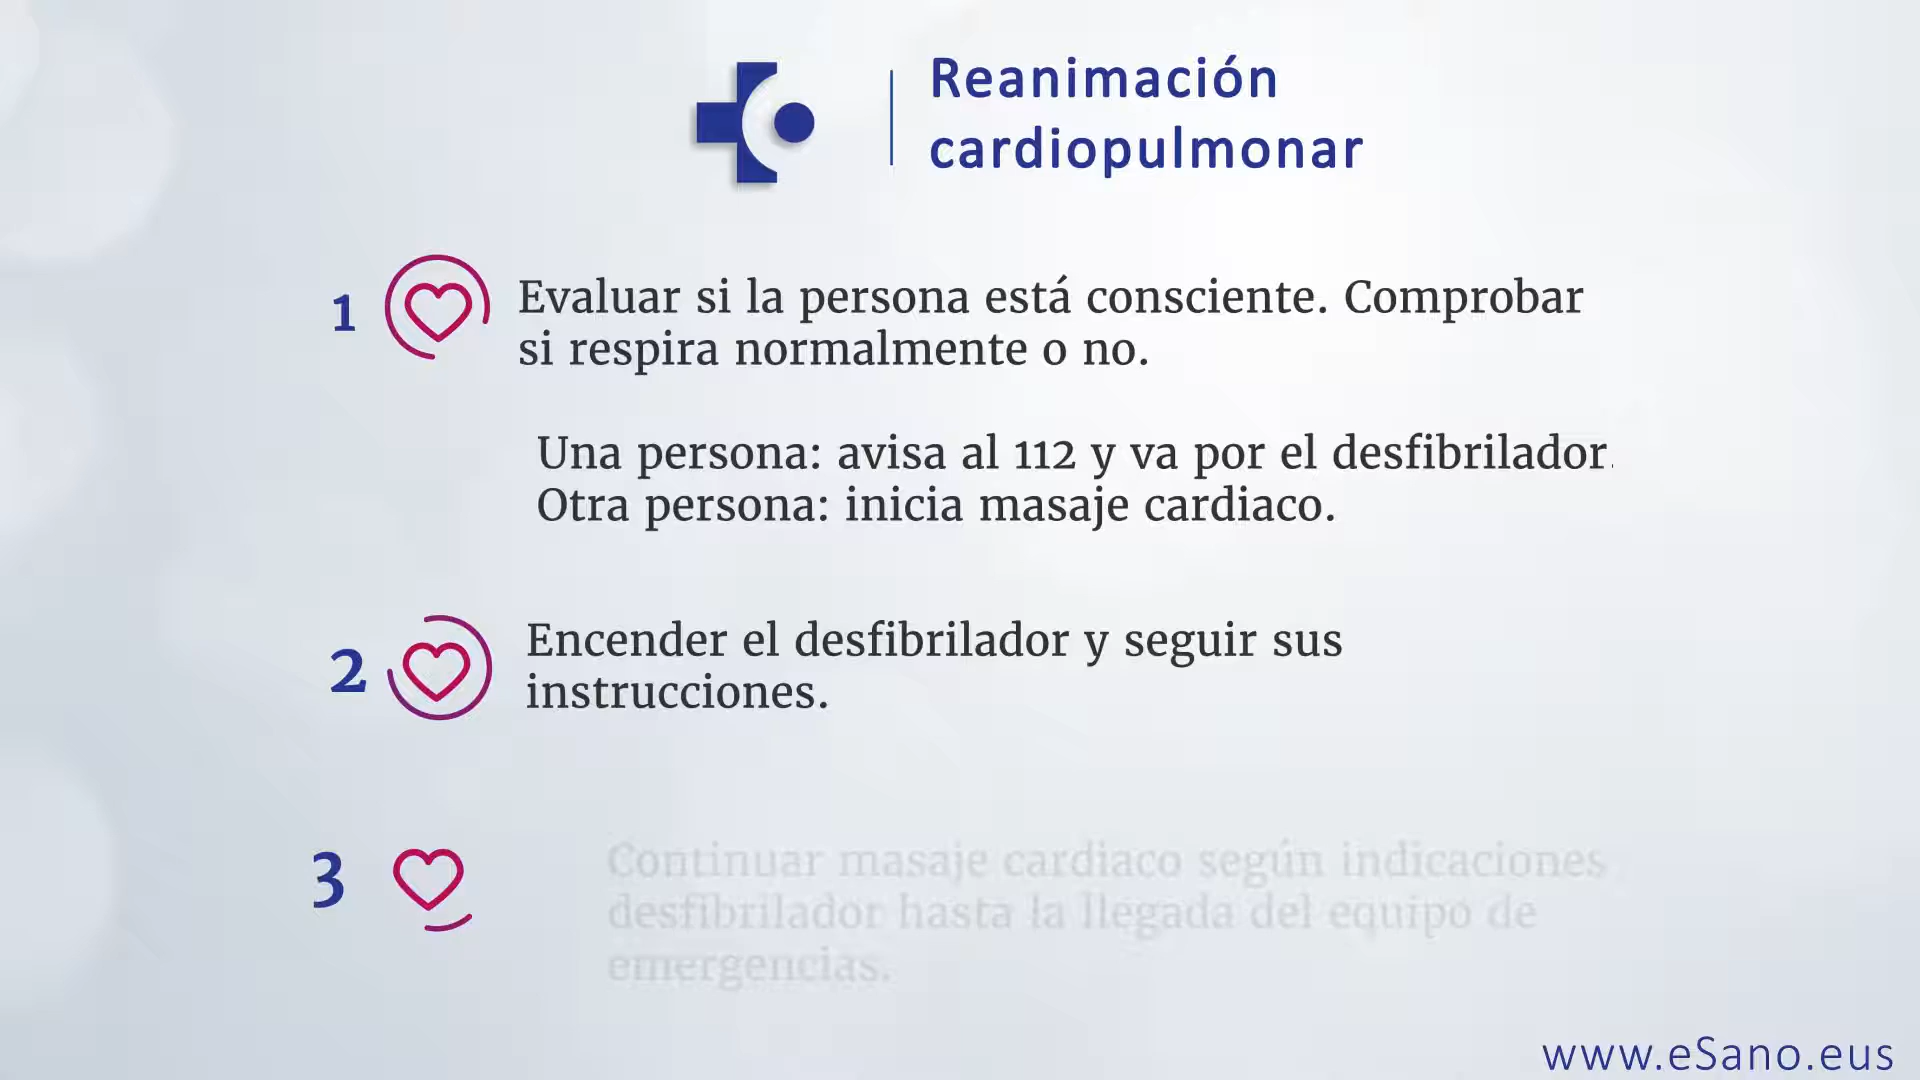 Reanimación
cardiopulmonar
1
Evaluar si la persona está consciente. Comprobar
si respira normalmente o no.
Una persona: avisa al 112 y va por el desfibrilador.
Otra persona: inicia masaje cardiaco.
2
Encender el desfibrilador y seguir sus
instrucciones.
3
Continuar masaje cardiaco según indicaciones
desfibrilador hasta la llegada del equipo de
emergencias.
www.eSano.eus